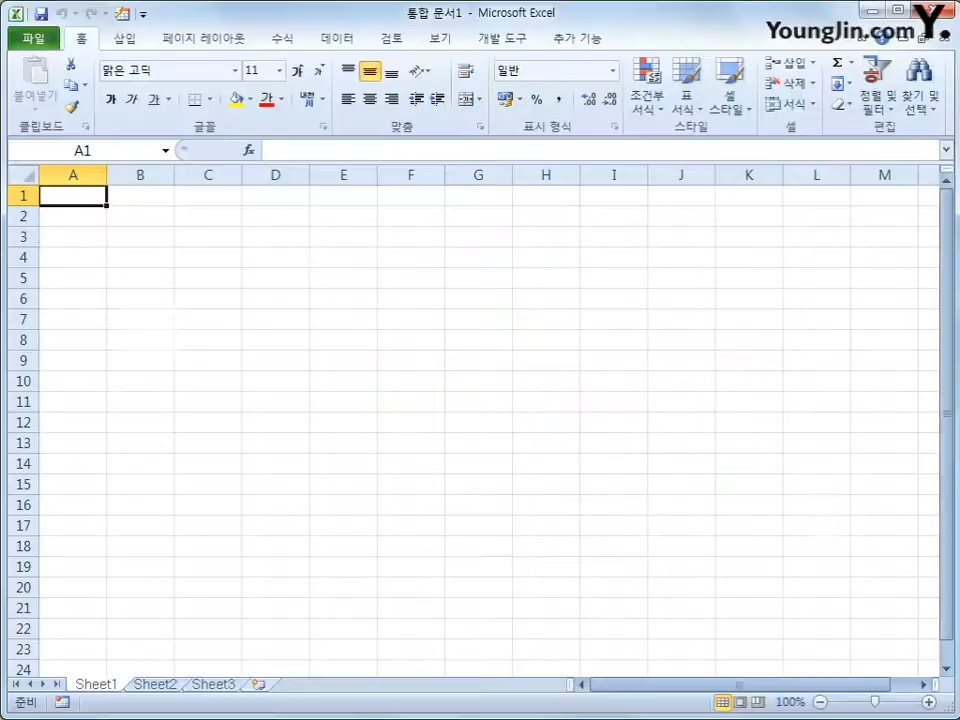 통합 문서1 - Microsoft Excel
YoungJin.com Y.
파일 홈 삽입 페이지 레이아웃 수식 데이터 검토 보기 개발 도구 추가 기능
붙여넣기
클립보드
맑은 고딕 11 가 가
가 가 가 가 내천
글꼴
맞춤
일반
% ,
표시 형식
조건부 서식
표 서식
셀 스타일
스타일
삽입
삭제
서식
셀
Σ
정렬 및 필터
찾기 및 선택
편집
A1 fx
A B C D E F G H I J K L M
1
2
3
4
5
6
7
8
9
10
11
12
13
14
15
16
17
18
19
20
21
22
23
24
Sheet1 Sheet2 Sheet3
준비 100%